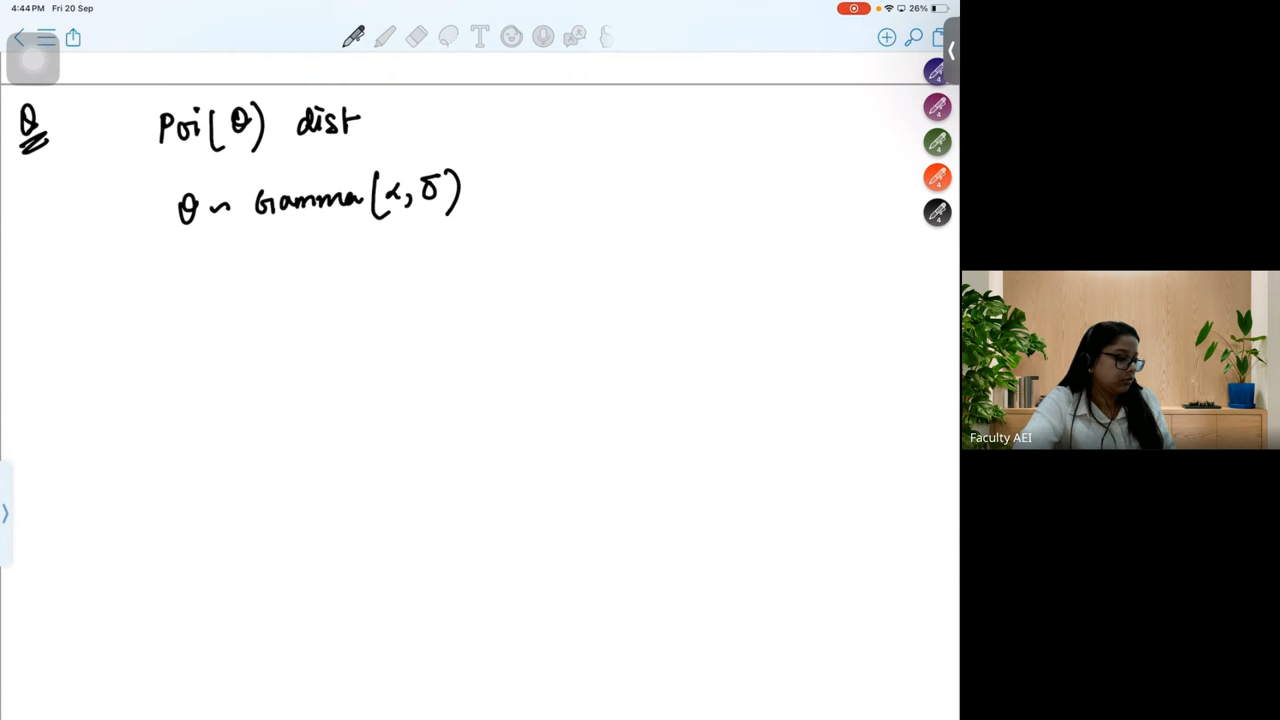 4:44 PM Fri 20 Sep 26%
Q Poi(θ) dist
θ ~ Gamma(α, δ)
Faculty AEI